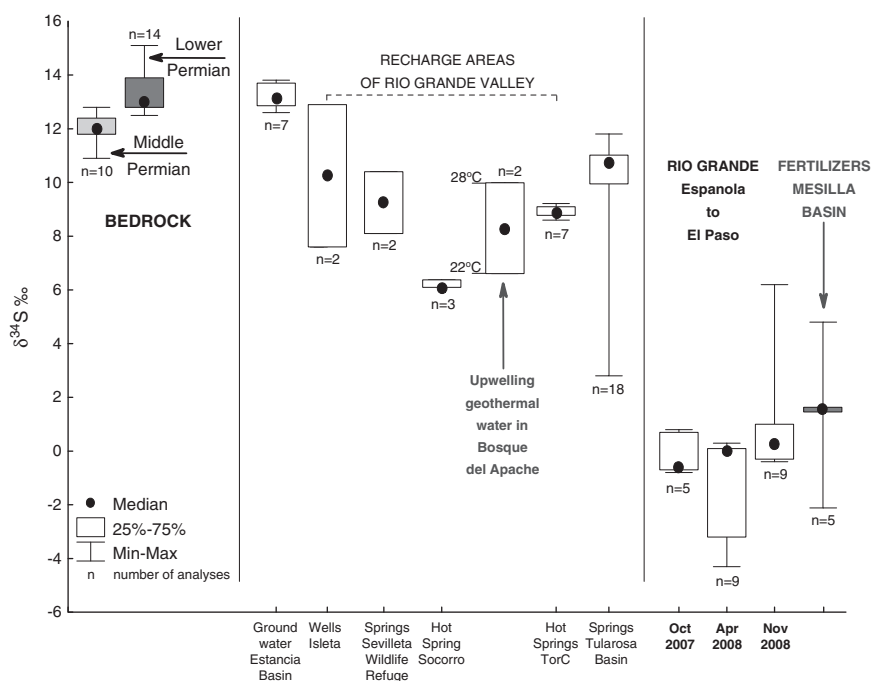 16
14
12
10
8
6
4
2
0
-2
-4
-6
δ34S ‰
n=14
Lower
Permian
Middle
Permian
n=10
BEDROCK
Median
25%-75%
Min-Max
n number of analyses
RECHARGE AREAS
OF RIO GRANDE VALLEY
n=7
n=2
n=2
n=3
28°C
n=2
22°C
n=7
n=18
Upwelling
geothermal
water in
Bosque
del Apache
RIO GRANDE
Espanola
to
El Paso
FERTILIZERS
MESILLA
BASIN
n=5
n=9
n=9
n=5
Ground
water
Estancia
Basin
Wells
Isleta
Springs
Sevilleta
Wildlife
Refuge
Hot
Spring
Socorro
Hot
Springs
TorC
Springs
Tularosa
Basin
Oct
2007
Apr
2008
Nov
2008